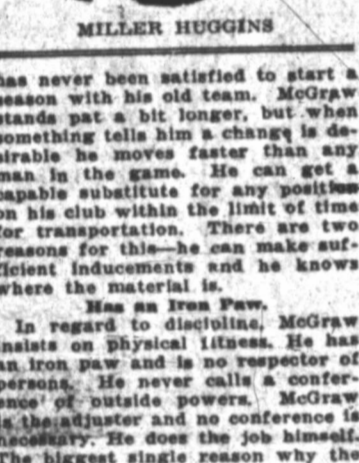 MILLER HUGGINS
has never been satisfied to start a
season with his old team. McGraw
stands pat a bit longer, but when
something tells him a change is de-
sirable he moves faster than any
man in the game. He can get a
capable substitute for any position
on his club within the limit of time
for transportation. There are two
reasons for this—he can make suf-
ficient inducements and he knows
where the material is.
Has an Iron Paw.
In regard to discipline, McGraw
insists on physical fitness. He has
an iron paw and is no respector of
persons. He never calls a confer-
ence of outside powers. McGraw
is the adjuster and no conference is
necessary. He does the job himself.
The biggest single reason why the